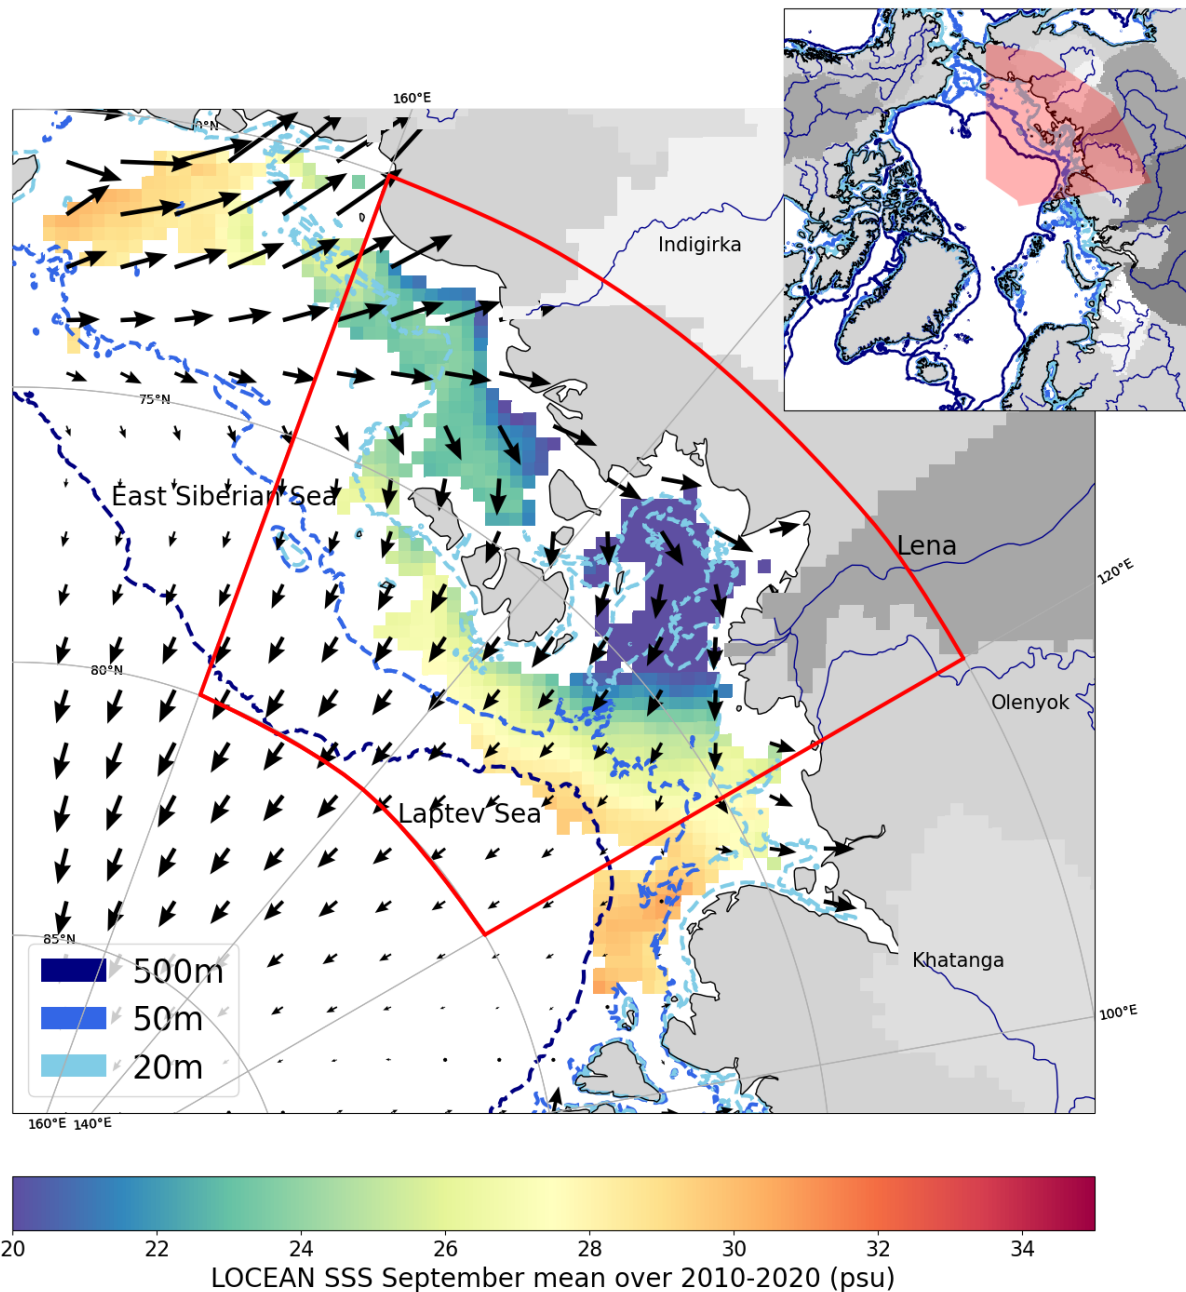 160°E
0°N
Indigirka
75°N
East Siberian Sea
Lena
120°E
80°N
Olenyok
Laptev Sea
85°N
500m
Khatanga
50m
100°E
20m
160°E 140°E
20 22 24 26 28 30 32 34
LOCEAN SSS September mean over 2010-2020 (psu)